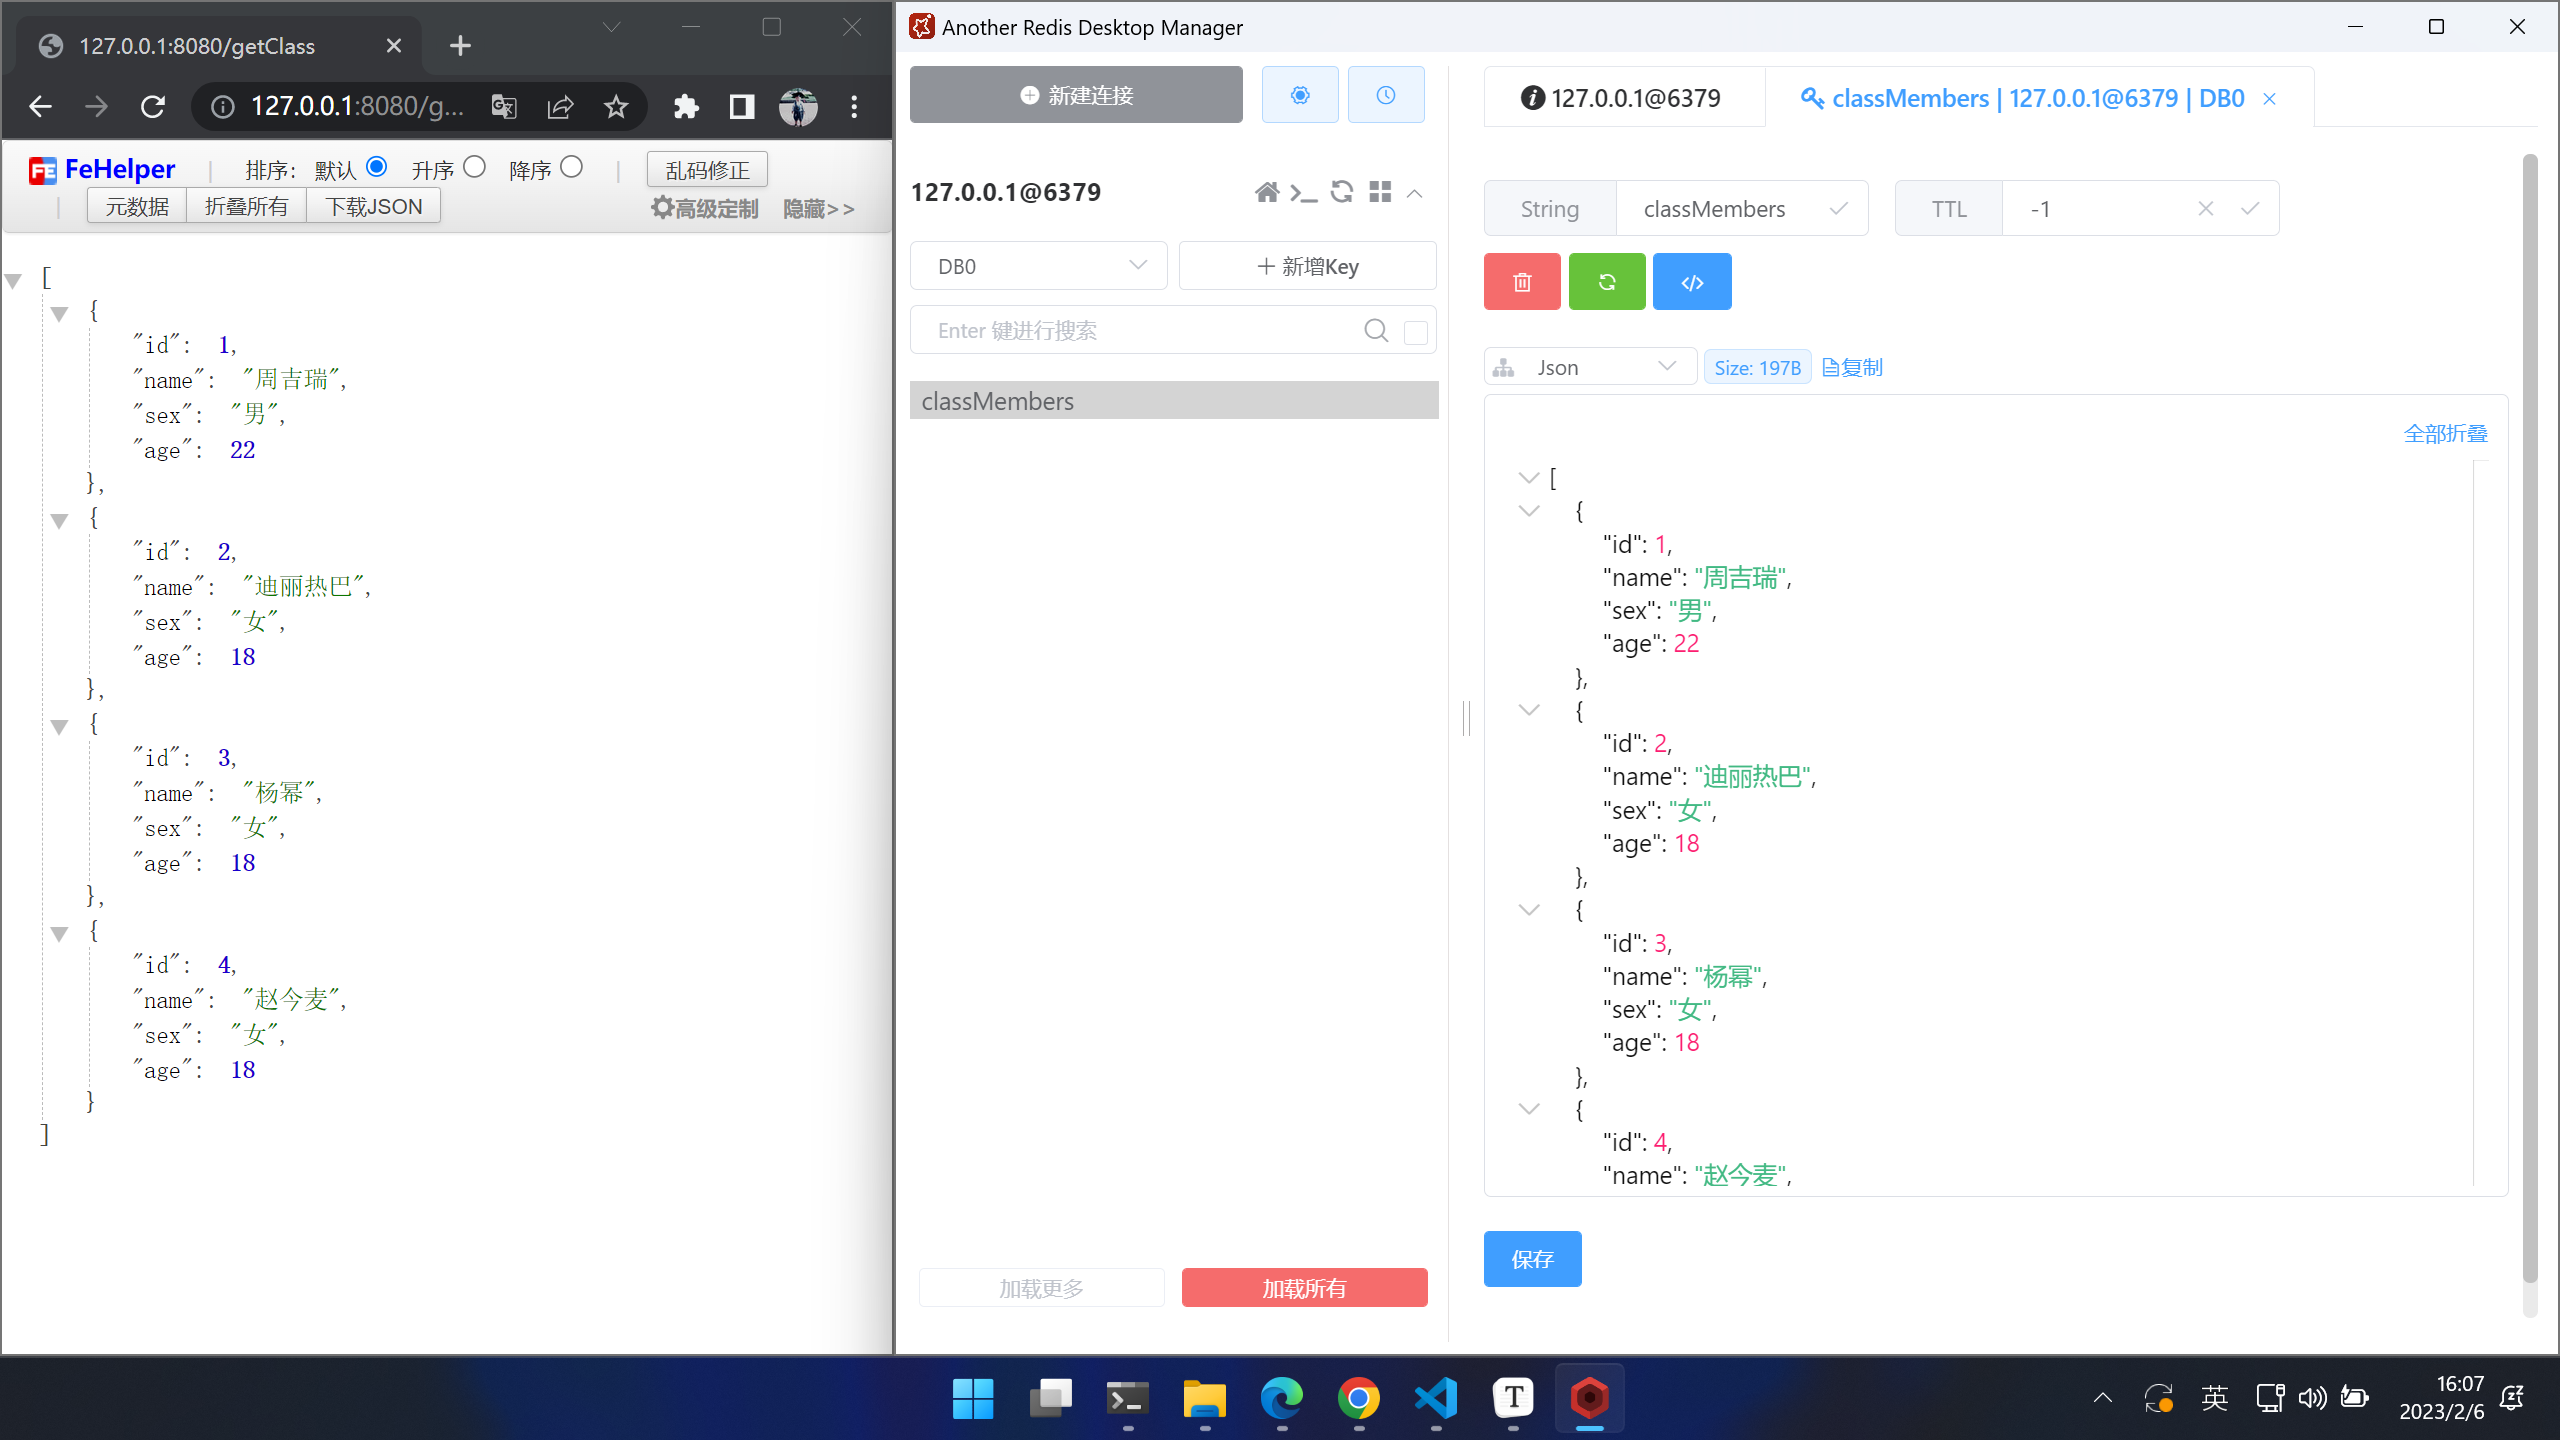 127.0.0.1:8080/getClass
127.0.0.1:8080/g...
FeHelper | 排序： 默认 升序 降序 | 乱码修正
| 元数据 折叠所有 下载JSON 高级定制 隐藏>>
[
{
"id": 1,
"name": "周吉瑞",
"sex": "男",
"age": 22
},
{
"id": 2,
"name": "迪丽热巴",
"sex": "女",
"age": 18
},
{
"id": 3,
"name": "杨幂",
"sex": "女",
"age": 18
},
{
"id": 4,
"name": "赵今麦",
"sex": "女",
"age": 18
}
]
Another Redis Desktop Manager
新建连接
127.0.0.1@6379
DB0
新增Key
Enter 键进行搜索
classMembers
加载更多
加载所有
127.0.0.1@6379
classMembers | 127.0.0.1@6379 | DB0
String classMembers
TTL -1
Json Size: 197B 复制
全部折叠
[
{
"id": 1,
"name": "周吉瑞",
"sex": "男",
"age": 22
},
{
"id": 2,
"name": "迪丽热巴",
"sex": "女",
"age": 18
},
{
"id": 3,
"name": "杨幂",
"sex": "女",
"age": 18
},
{
"id": 4,
"name": "赵今麦",
保存
英
16:07
2023/2/6